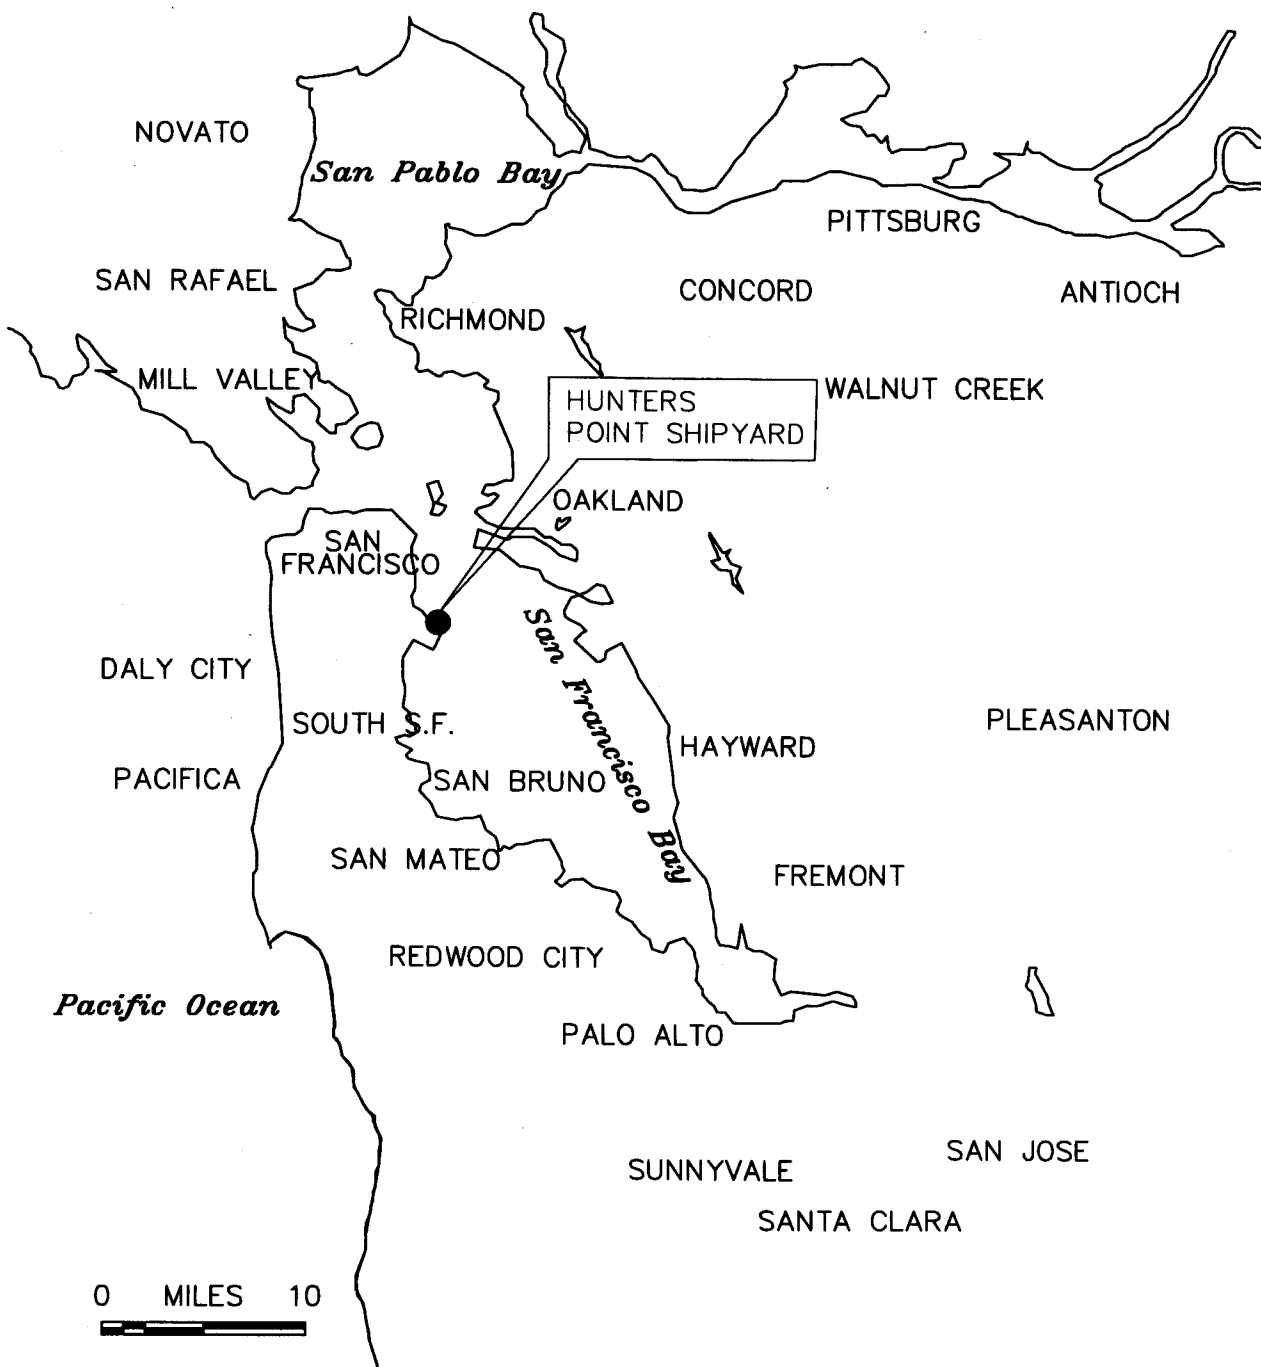 NOVATO
San Pablo Bay
PITTSBURG
SAN RAFAEL
CONCORD
ANTIOCH
RICHMOND
MILL VALLEY
WALNUT CREEK
HUNTERS
POINT SHIPYARD
OAKLAND
SAN
FRANCISCO
San Francisco Bay
DALY CITY
SOUTH S.F.
PLEASANTON
HAYWARD
PACIFICA
SAN BRUNO
SAN MATEO
FREMONT
REDWOOD CITY
Pacific Ocean
PALO ALTO
SAN JOSE
SUNNYVALE
SANTA CLARA
0 MILES 10